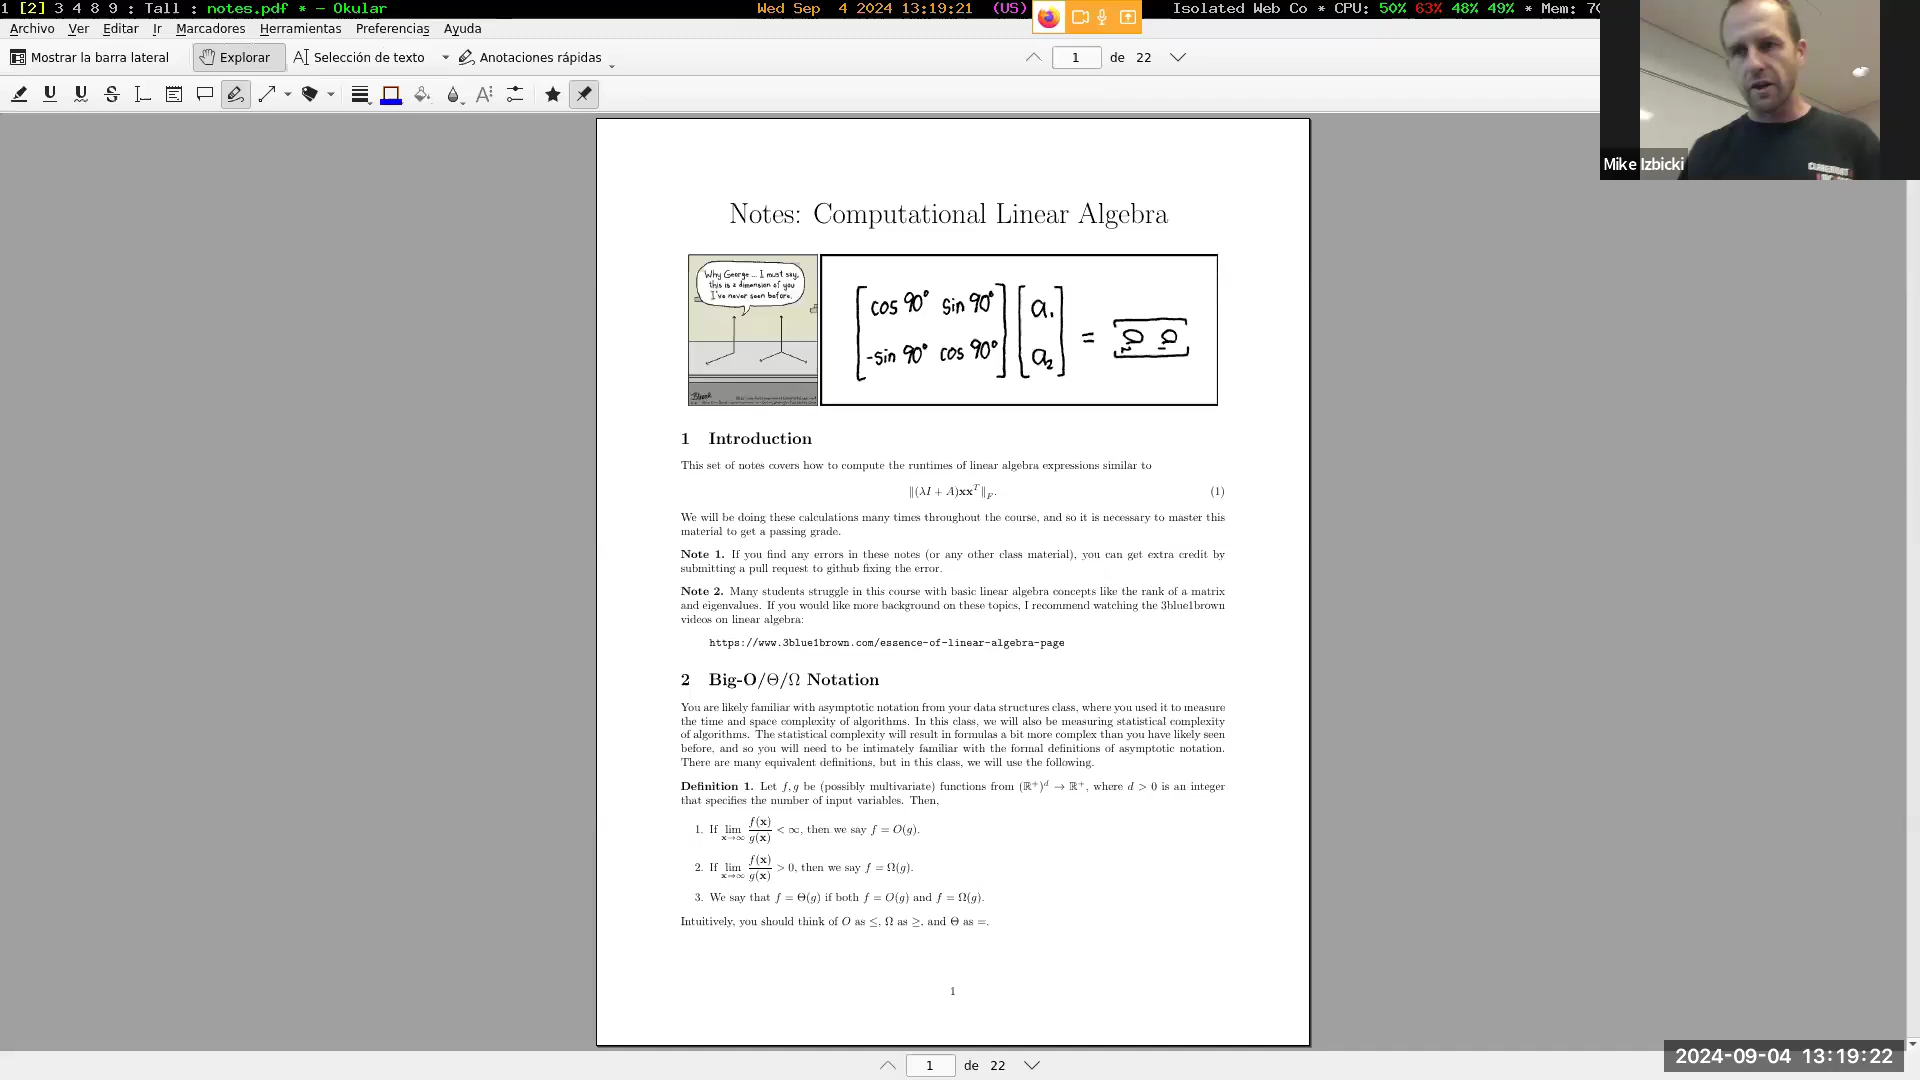 1 [2] 3 4 8 9 : Tall : notes.pdf * - Okular
Wed Sep 4 2024 13:19:21 (US)
Isolated Web Co * CPU: 50% 63% 48% 49% * Mem: 7
Archivo Ver Editar Ir Marcadores Herramientas Preferencias Ayuda
Mostrar la barra lateral Explorar Selección de texto Anotaciones rápidas
1 de 22
Mike Izbicki
Notes: Computational Linear Algebra
Why George ... I must say,
this is a dimension of you
I've never seen before.
cos 90° sin 90° a₁
-sin 90° cos 90° a₂
=
1 Introduction
This set of notes covers how to compute the runtimes of linear algebra expressions similar to
‖(λI + A)xxᵀ‖F. (1)
We will be doing these calculations many times throughout the course, and so it is necessary to master this
material to get a passing grade.
Note 1. If you find any errors in these notes (or any other class material), you can get extra credit by
submitting a pull request to github fixing the error.
Note 2. Many students struggle in this course with basic linear algebra concepts like the rank of a matrix
and eigenvalues. If you would like more background on these topics, I recommend watching the 3blue1brown
videos on linear algebra:
https://www.3blue1brown.com/essence-of-linear-algebra-page
2 Big-O/Θ/Ω Notation
You are likely familiar with asymptotic notation from your data structures class, where you used it to measure
the time and space complexity of algorithms. In this class, we will also be measuring statistical complexity
of algorithms. The statistical complexity will result in formulas a bit more complex than you have likely seen
before, and so you will need to be intimately familiar with the formal definitions of asymptotic notation.
There are many equivalent definitions, but in this class, we will use the following.
Definition 1. Let f, g be (possibly multivariate) functions from (ℝ⁺)ᵈ → ℝ⁺, where d > 0 is an integer
that specifies the number of input variables. Then,
1. If lim x→∞ f(x)/g(x) < ∞, then we say f = O(g).
2. If lim x→∞ f(x)/g(x) > 0, then we say f = Ω(g).
3. We say that f = Θ(g) if both f = O(g) and f = Ω(g).
Intuitively, you should think of O as ≤, Ω as ≥, and Θ as =.
1
1 de 22
2024-09-04 13:19:22